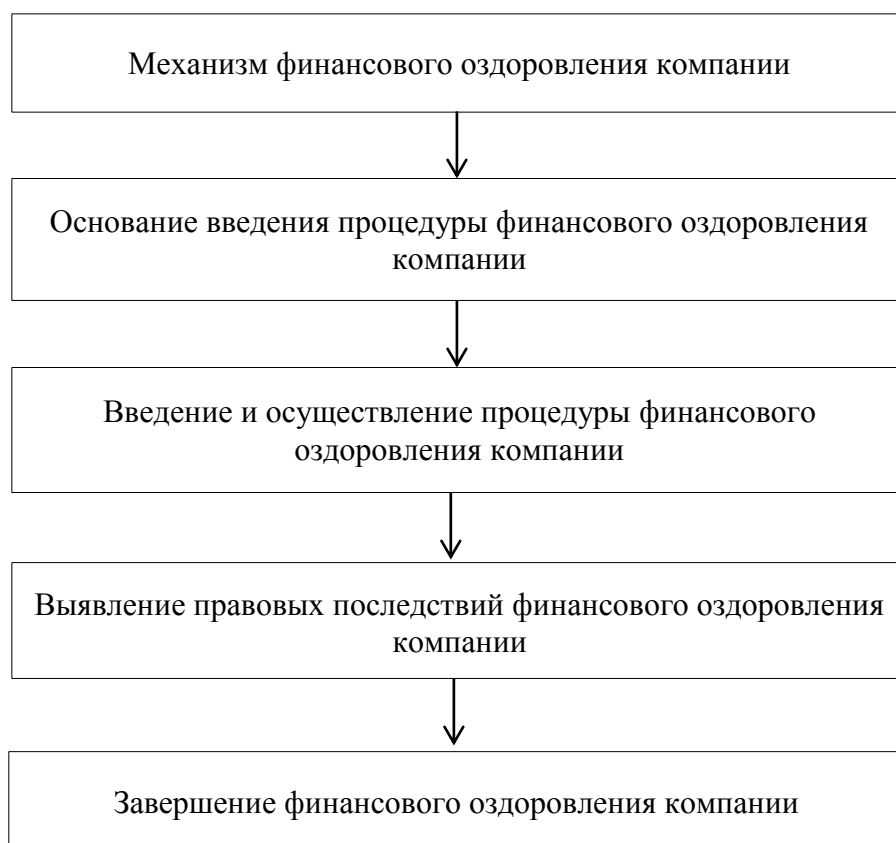 Механизм финансового оздоровления компании
Основание введения процедуры финансового оздоровления
компании
Введение и осуществление процедуры финансового
оздоровления компании
Выявление правовых последствий финансового оздоровления
компании
Завершение финансового оздоровления компании